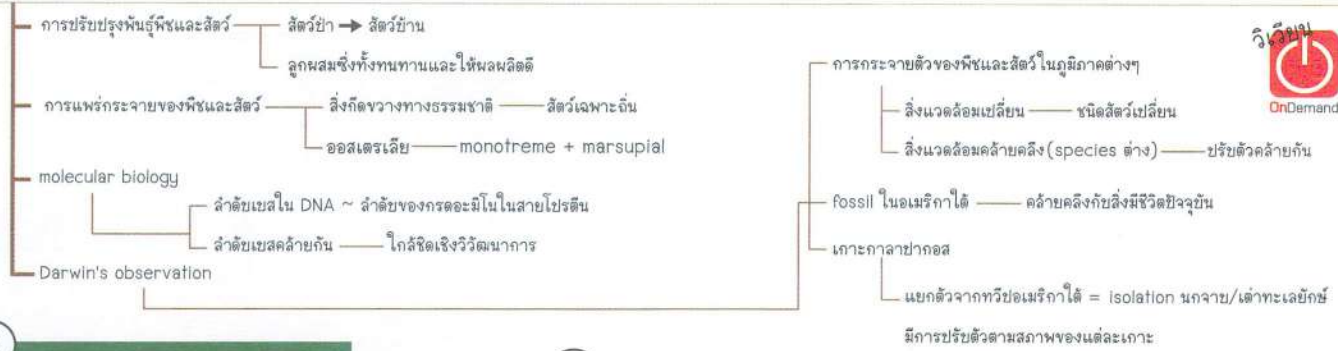 การปรับปรุงพันธุ์พืชและสัตว์
สัตว์ป่า → สัตว์บ้าน
ลูกผสมซึ่งทั้งทนทานและให้ผลผลิตดี
การแพร่กระจายของพืชและสัตว์
สิ่งกีดขวางทางธรรมชาติ
สัตว์เฉพาะถิ่น
ออสเตรเลีย
monotreme + marsupial
molecular biology
ลำดับเบสใน DNA ~ ลำดับของกรดอะมิโนในสายโปรตีน
ลำดับเบสคล้ายกัน
ใกล้ชิดเชิงวิวัฒนาการ
Darwin's observation
การกระจายตัวของพืชและสัตว์ในภูมิภาคต่างๆ
สิ่งแวดล้อมเปลี่ยน
ชนิดสัตว์เปลี่ยน
สิ่งแวดล้อมคล้ายคลึง(species ต่าง)
ปรับตัวคล้ายกัน
fossil ในอเมริกาใต้
คล้ายคลึงกับสิ่งมีชีวิตปัจจุบัน
เกาะกาลาปากอส
แยกตัวจากทวีปอเมริกาใต้ = isolation นกจาบ/เต่าทะเลยักษ์
มีการปรับตัวตามสภาพของแต่ละเกาะ
วิเวียน
OnDemand